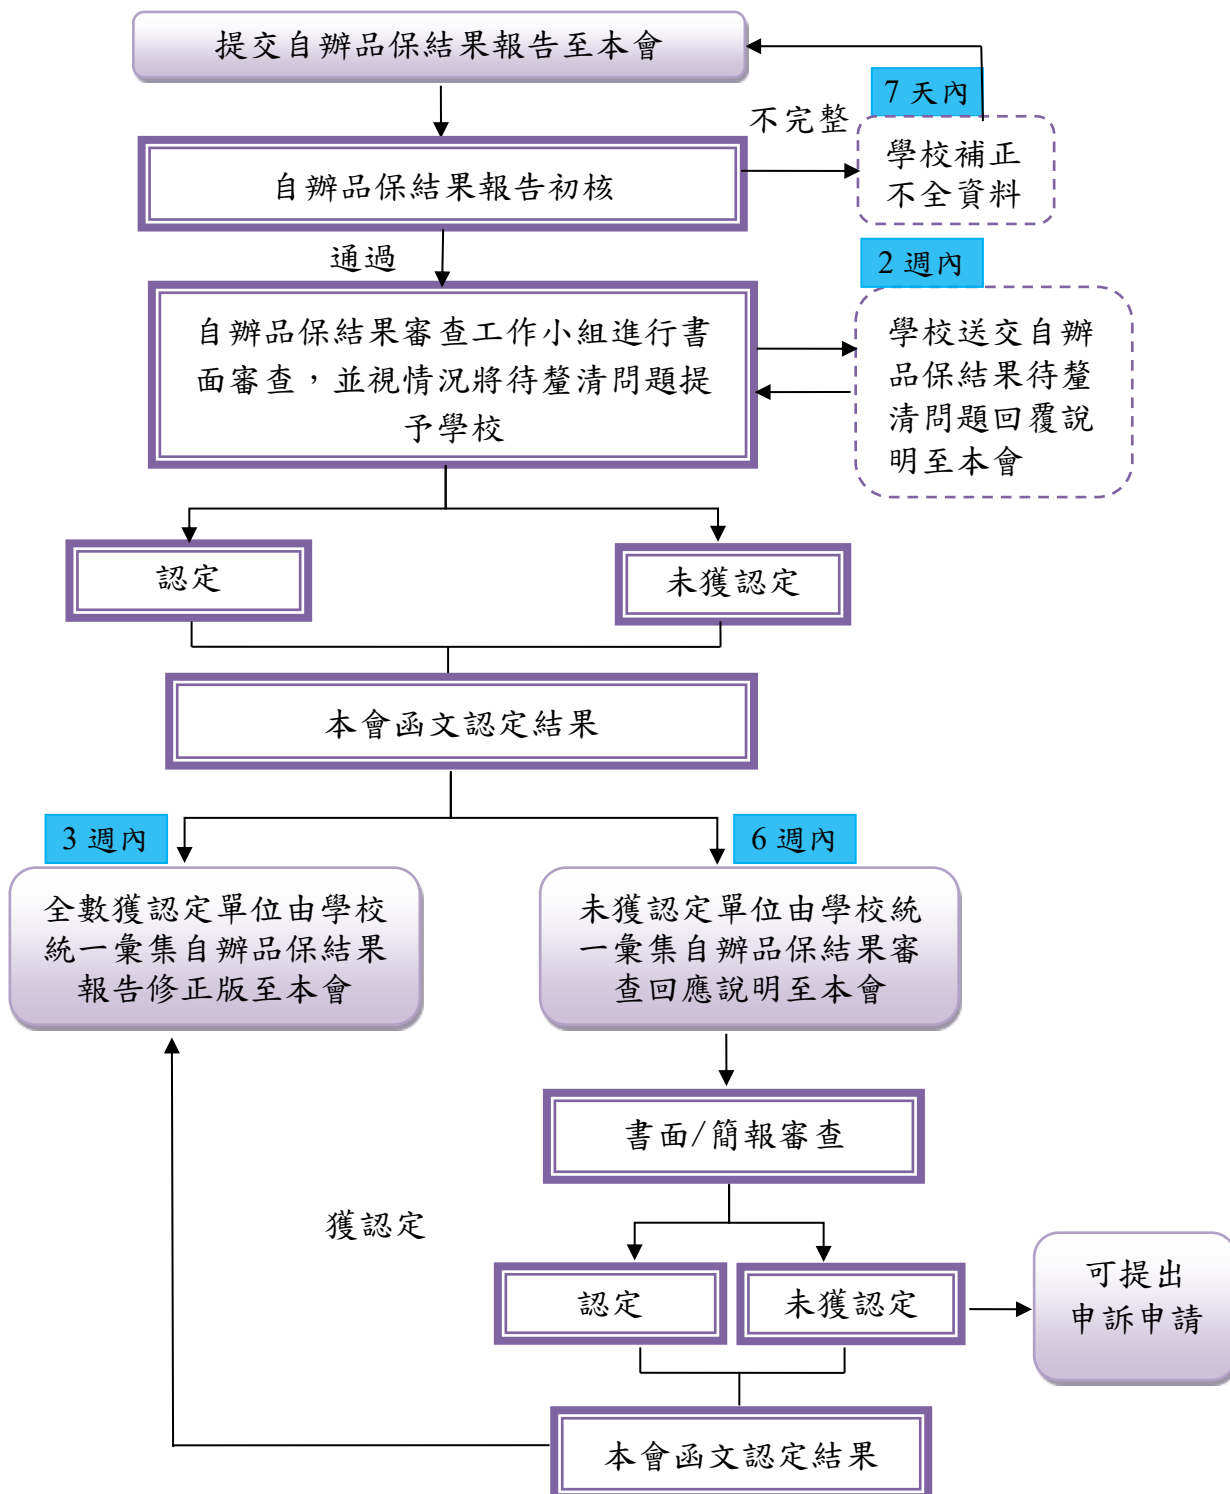 提交自辦品保結果報告至本會
7 天內
不完整
學校補正
不全資料
自辦品保結果報告初核
通過
2 週內
自辦品保結果審查工作小組進行書
面審查，並視情況將待釐清問題提
予學校
學校送交自辦
品保結果待釐
清問題回覆說
明至本會
認定
未獲認定
本會函文認定結果
3 週內
6 週內
全數獲認定單位由學校
統一彙集自辦品保結果
報告修正版至本會
未獲認定單位由學校統
一彙集自辦品保結果審
查回應說明至本會
書面/簡報審查
獲認定
認定
未獲認定
可提出
申訴申請
本會函文認定結果